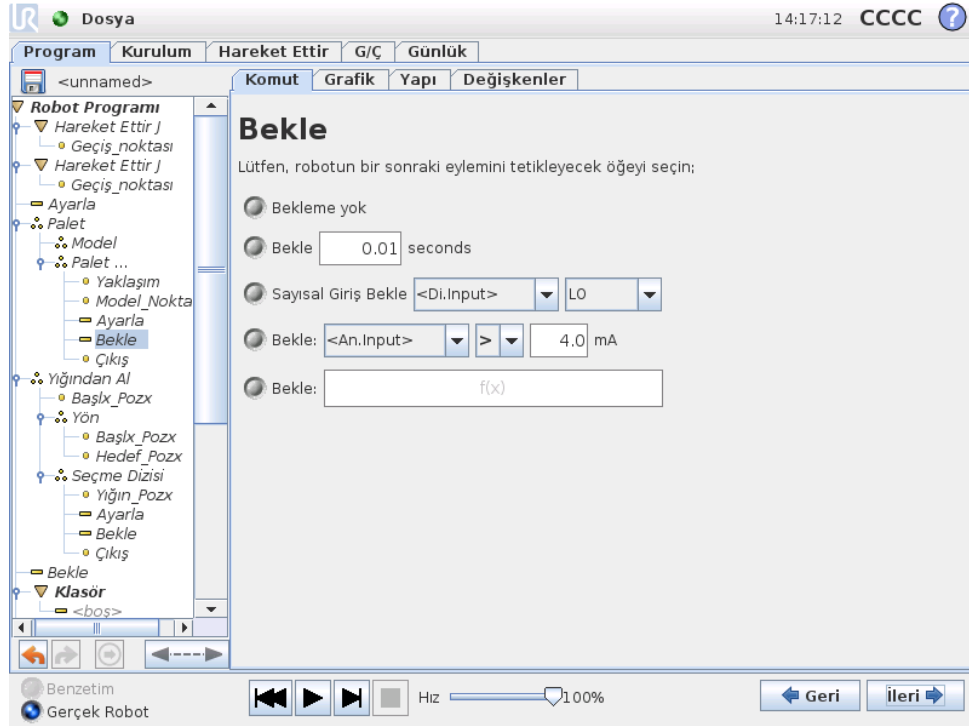 Dosya
14:17:12 CCCC ?
Program Kurulum Hareket Ettir G/Ç Günlük
<unnamed>
Komut Grafik Yapı Değişkenler
Robot Programı
Hareket Ettir J
Geçiş_noktası
Hareket Ettir J
Geçiş_noktası
Ayarla
Palet
Model
Palet ...
Yaklaşım
Model_Nokta
Ayarla
Bekle
Çıkış
Yığından Al
Başlx_Pozx
Yön
Başlx_Pozx
Hedef_Pozx
Seçme Dizisi
Yığın_Pozx
Ayarla
Bekle
Çıkış
Bekle
Klasör
<boş>
Bekle
Lütfen, robotun bir sonraki eylemini tetikleyecek öğeyi seçin;
Bekleme yok
Bekle 0.01 seconds
Sayısal Giriş Bekle <Di.Input> LO
Bekle: <An.Input> > 4.0 mA
Bekle: f(x)
Benzetim
Gerçek Robot
Hız 100%
Geri İleri